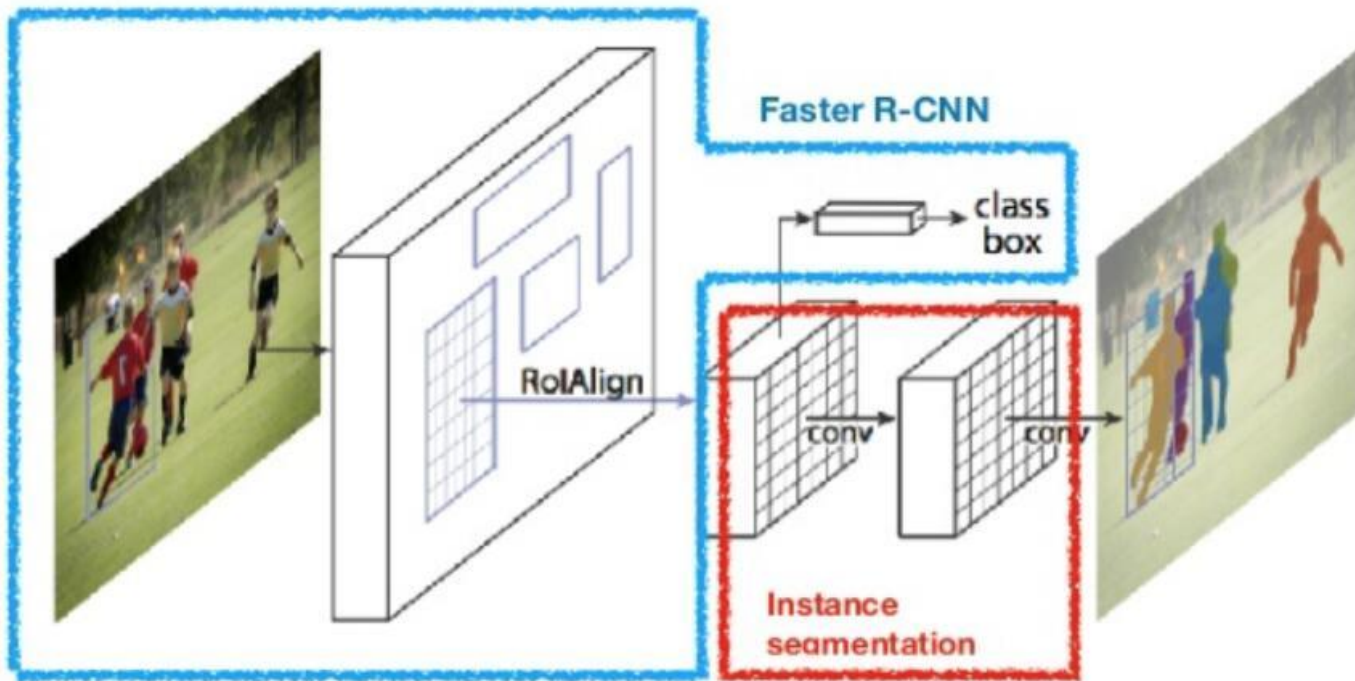 Faster R-CNN
class
box
RoIAlign
conv
conv
Instance
segmentation